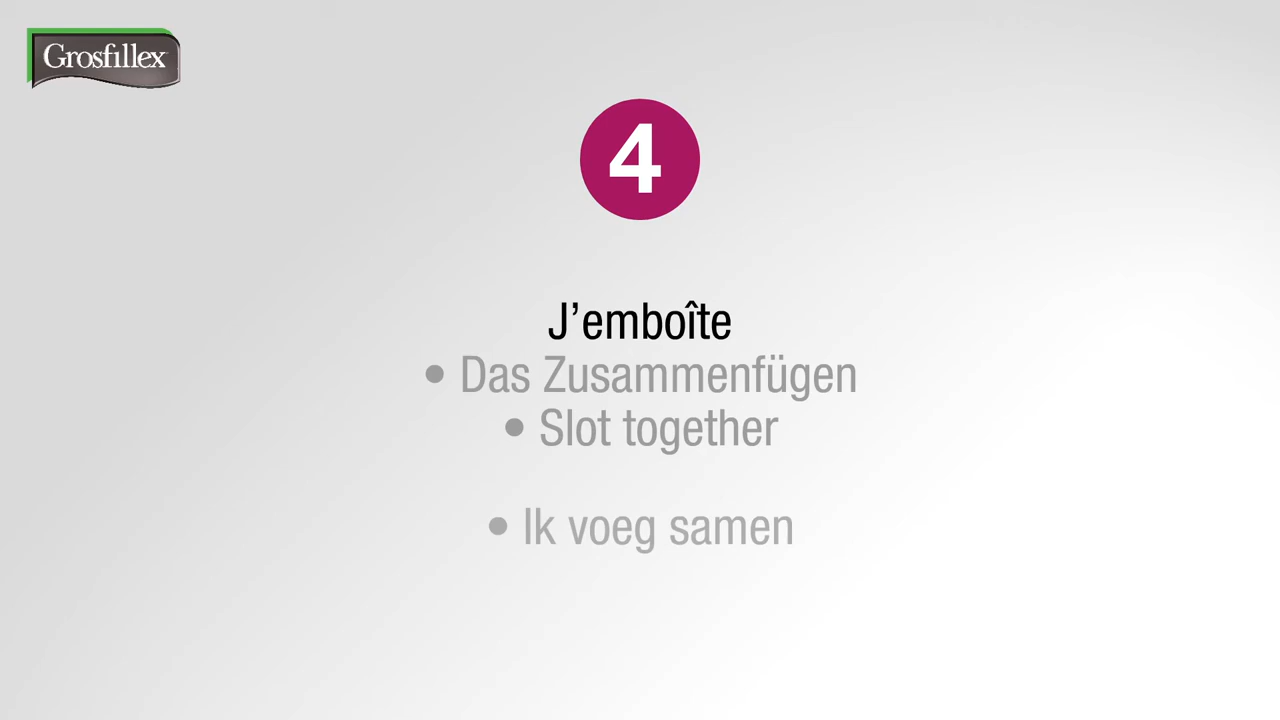 Grosfillex
4
J’emboîte
• Das Zusammenfügen
• Slot together
• Ik voeg samen